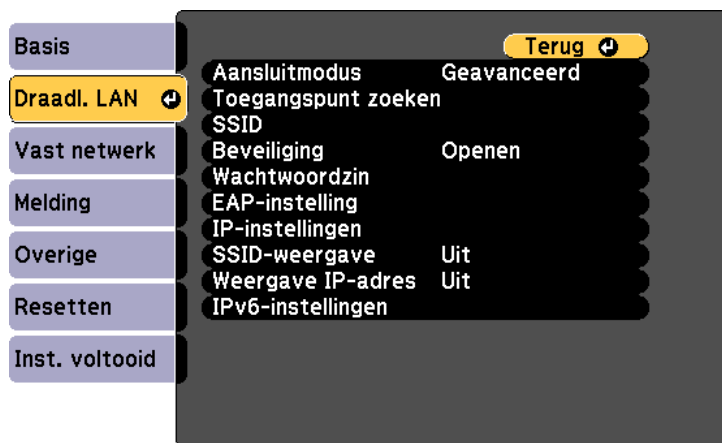 Basis
Draadl. LAN
Vast netwerk
Melding
Overige
Resetten
Inst. voltooid
Terug
Aansluitmodus Geavanceerd
Toegangspunt zoeken
SSID
Beveiliging Openen
Wachtwoordzin
EAP-instelling
IP-instellingen
SSID-weergave Uit
Weergave IP-adres Uit
IPv6-instellingen